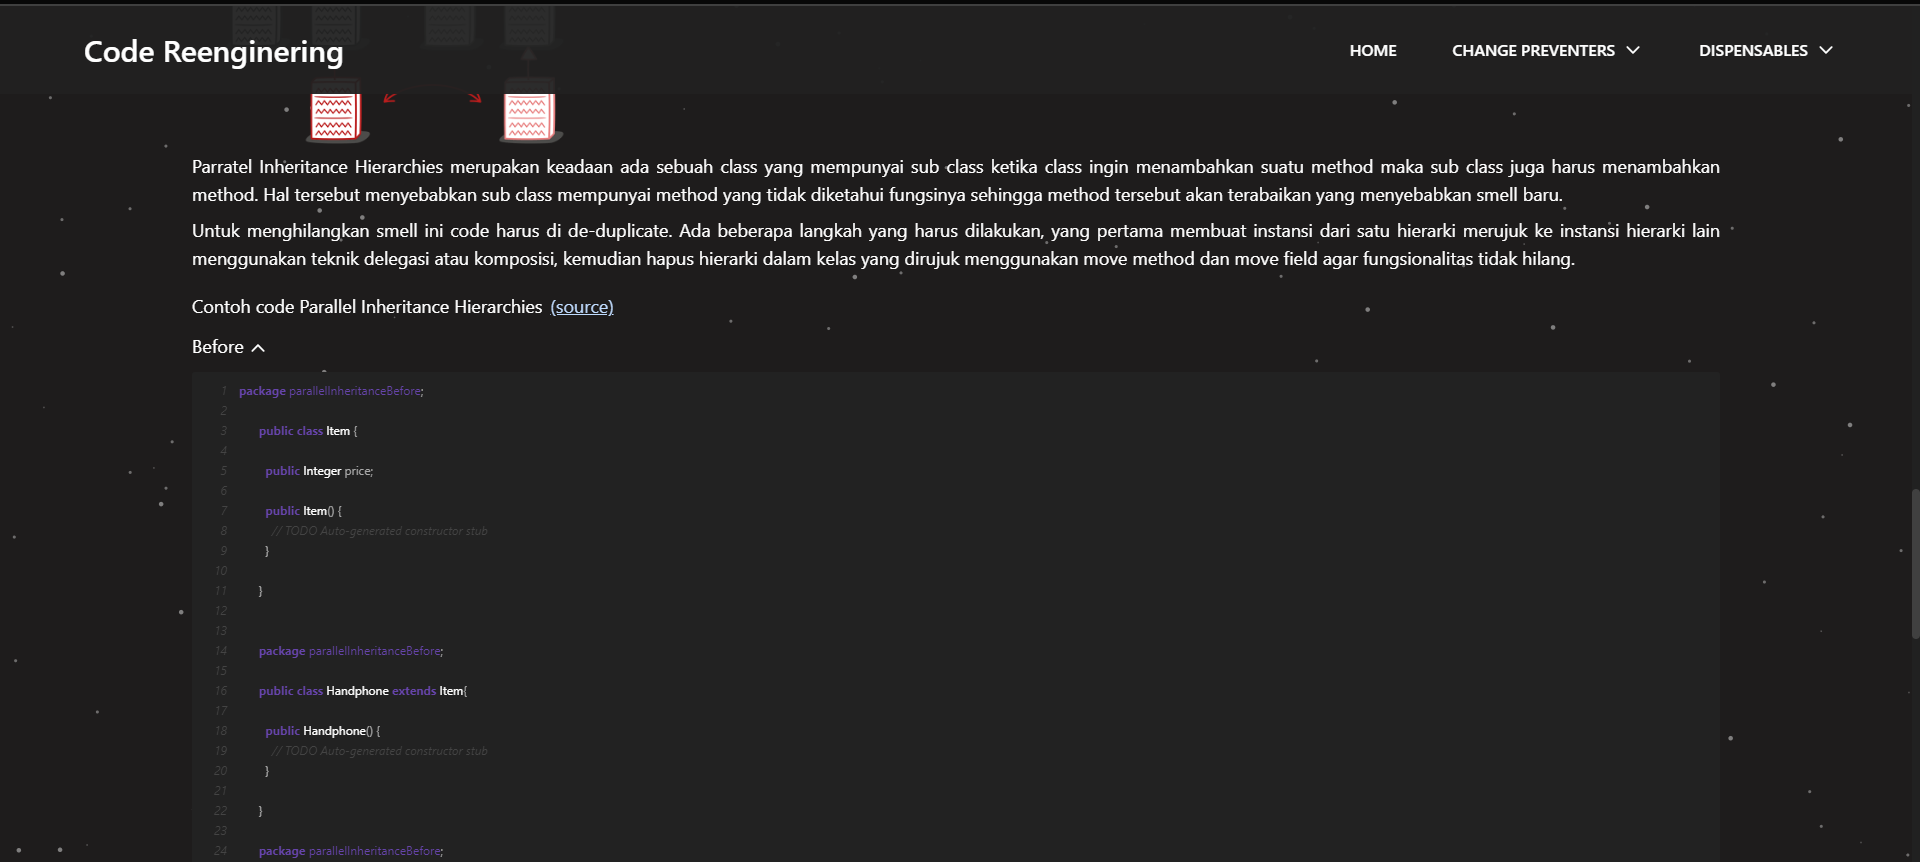 Code Reenginering
HOME
CHANGE PREVENTERS
DISPENSABLES
Parratel Inheritance Hierarchies merupakan keadaan ada sebuah class yang mempunyai sub class ketika class ingin menambahkan suatu method maka sub class juga harus menambahkan
method. Hal tersebut menyebabkan sub class mempunyai method yang tidak diketahui fungsinya sehingga method tersebut akan terabaikan yang menyebabkan smell baru.
Untuk menghilangkan smell ini code harus di de-duplicate. Ada beberapa langkah yang harus dilakukan, yang pertama membuat instansi dari satu hierarki merujuk ke instansi hierarki lain
menggunakan teknik delegasi atau komposisi, kemudian hapus hierarki dalam kelas yang dirujuk menggunakan move method dan move field agar fungsionalitas tidak hilang.
Contoh code Parallel Inheritance Hierarchies (source)
Before
1 package parallelInheritanceBefore;
2
3 public class Item {
4
5 public Integer price;
6
7 public Item() {
8 // TODO Auto-generated constructor stub
9 }
10
11 }
12
13
14 package parallelInheritanceBefore;
15
16 public class Handphone extends Item{
17
18 public Handphone() {
19 // TODO Auto-generated constructor stub
20 }
21
22 }
23
24 package parallelInheritanceBefore;